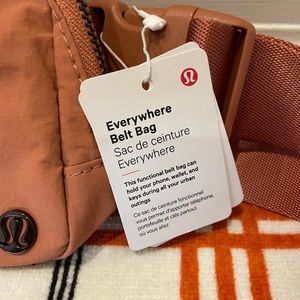 Everywhere
Belt Bag
Sac de ceinture
Everywhere
This functional belt bag can
hold your phone, wallet, and
keys during all your urban
outings
Ce sac de ceinture fonctionnel
vous permet d'apporter téléphone,
portefeuille et clés partout
où vous allez